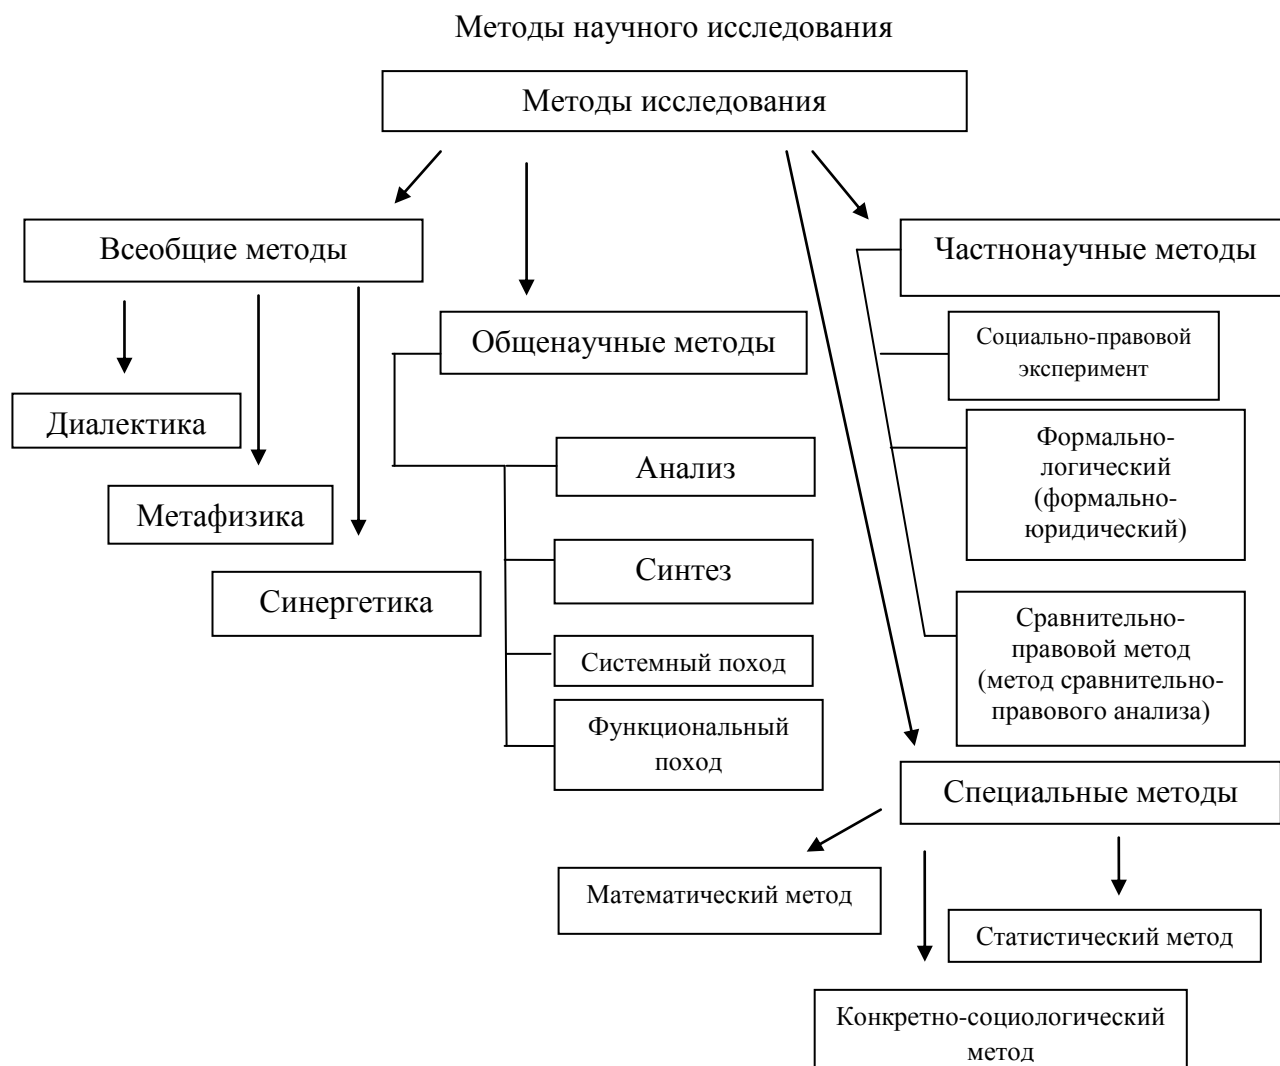 Методы научного исследования
Методы исследования
Всеобщие методы
Частнонаучные методы
Общенаучные методы
Социально-правовой
эксперимент
Диалектика
Формально-
логический
(формально-
юридический)
Анализ
Метафизика
Синтез
Синергетика
Сравнительно-
правовой метод
(метод сравнительно-
правового анализа)
Системный поход
Функциональный
поход
Специальные методы
Математический метод
Статистический метод
Конкретно-социологический
метод